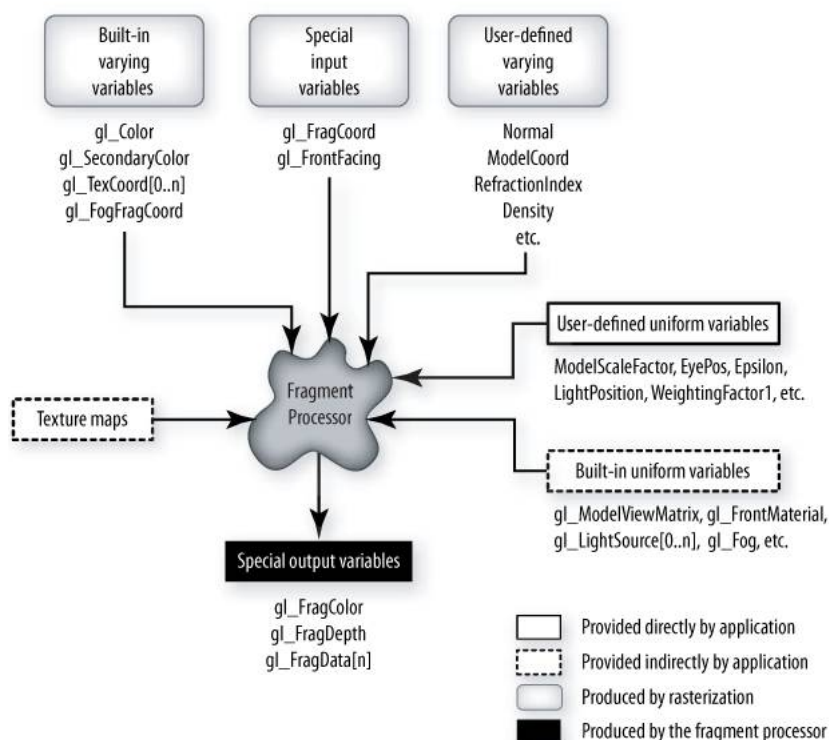 Built-in
varying
variables
gl_Color
gl_SecondaryColor
gl_TexCoord[0..n]
gl_FogFragCoord
Special
input
variables
gl_FragCoord
gl_FrontFacing
User-defined
varying
variables
Normal
ModelCoord
RefractionIndex
Density
etc.
User-defined uniform variables
ModelScaleFactor, EyePos, Epsilon,
LightPosition, WeightingFactor1, etc.
Fragment
Processor
Texture maps
Built-in uniform variables
gl_ModelViewMatrix, gl_FrontMaterial,
gl_LightSource[0..n], gl_Fog, etc.
Special output variables
gl_FragColor
gl_FragDepth
gl_FragData[n]
Provided directly by application
Provided indirectly by application
Produced by rasterization
Produced by the fragment processor